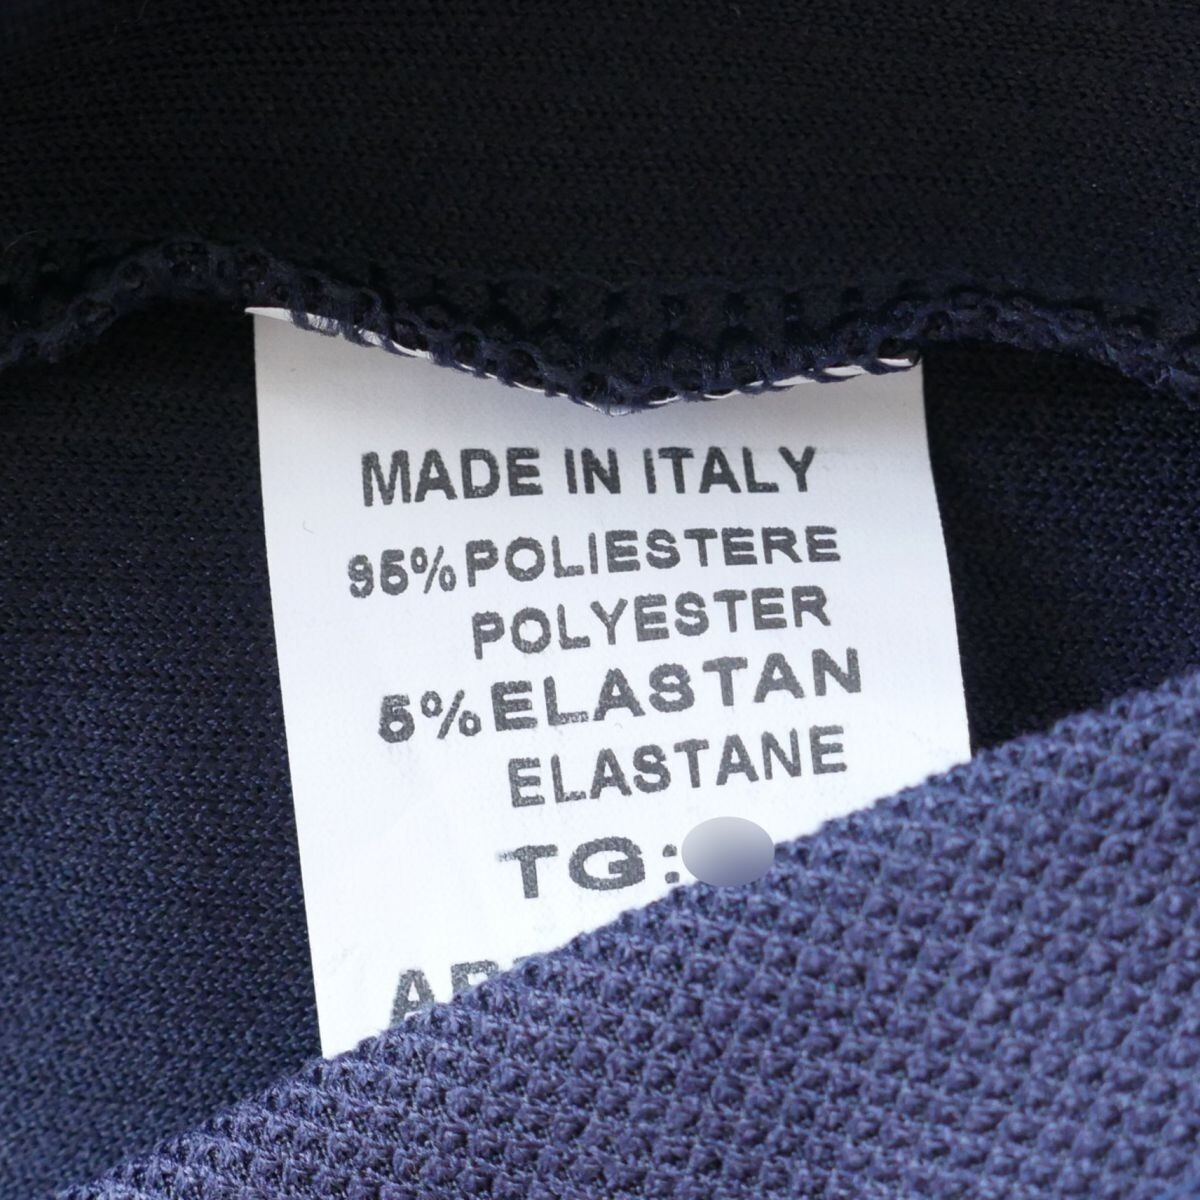 MADE IN ITALY
95% POLIESTERE
POLYESTER
5% ELASTAN
ELASTANE
TG: